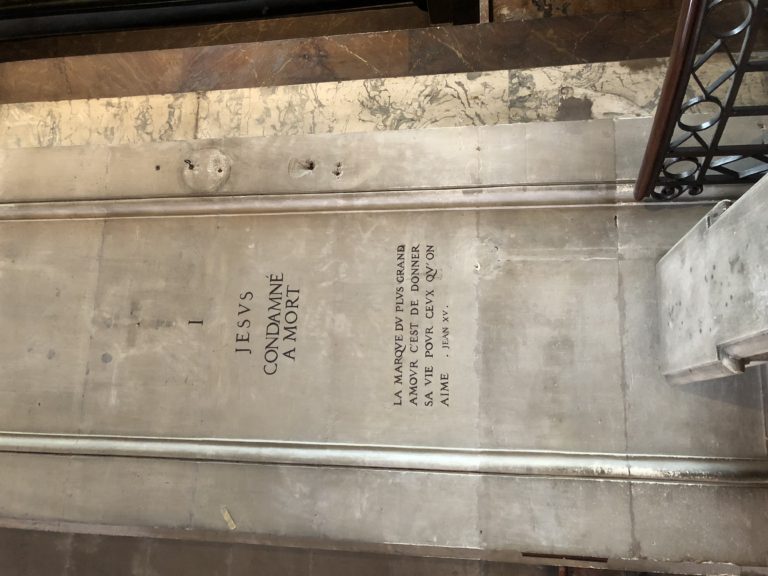 I
JESVS
CONDAMNÉ
A MORT
LA MARQVE DV PLVS GRAND
AMOVR C'EST DE DONNER
SA VIE POVR CEVX QV'ON
AIME . JEAN XV.